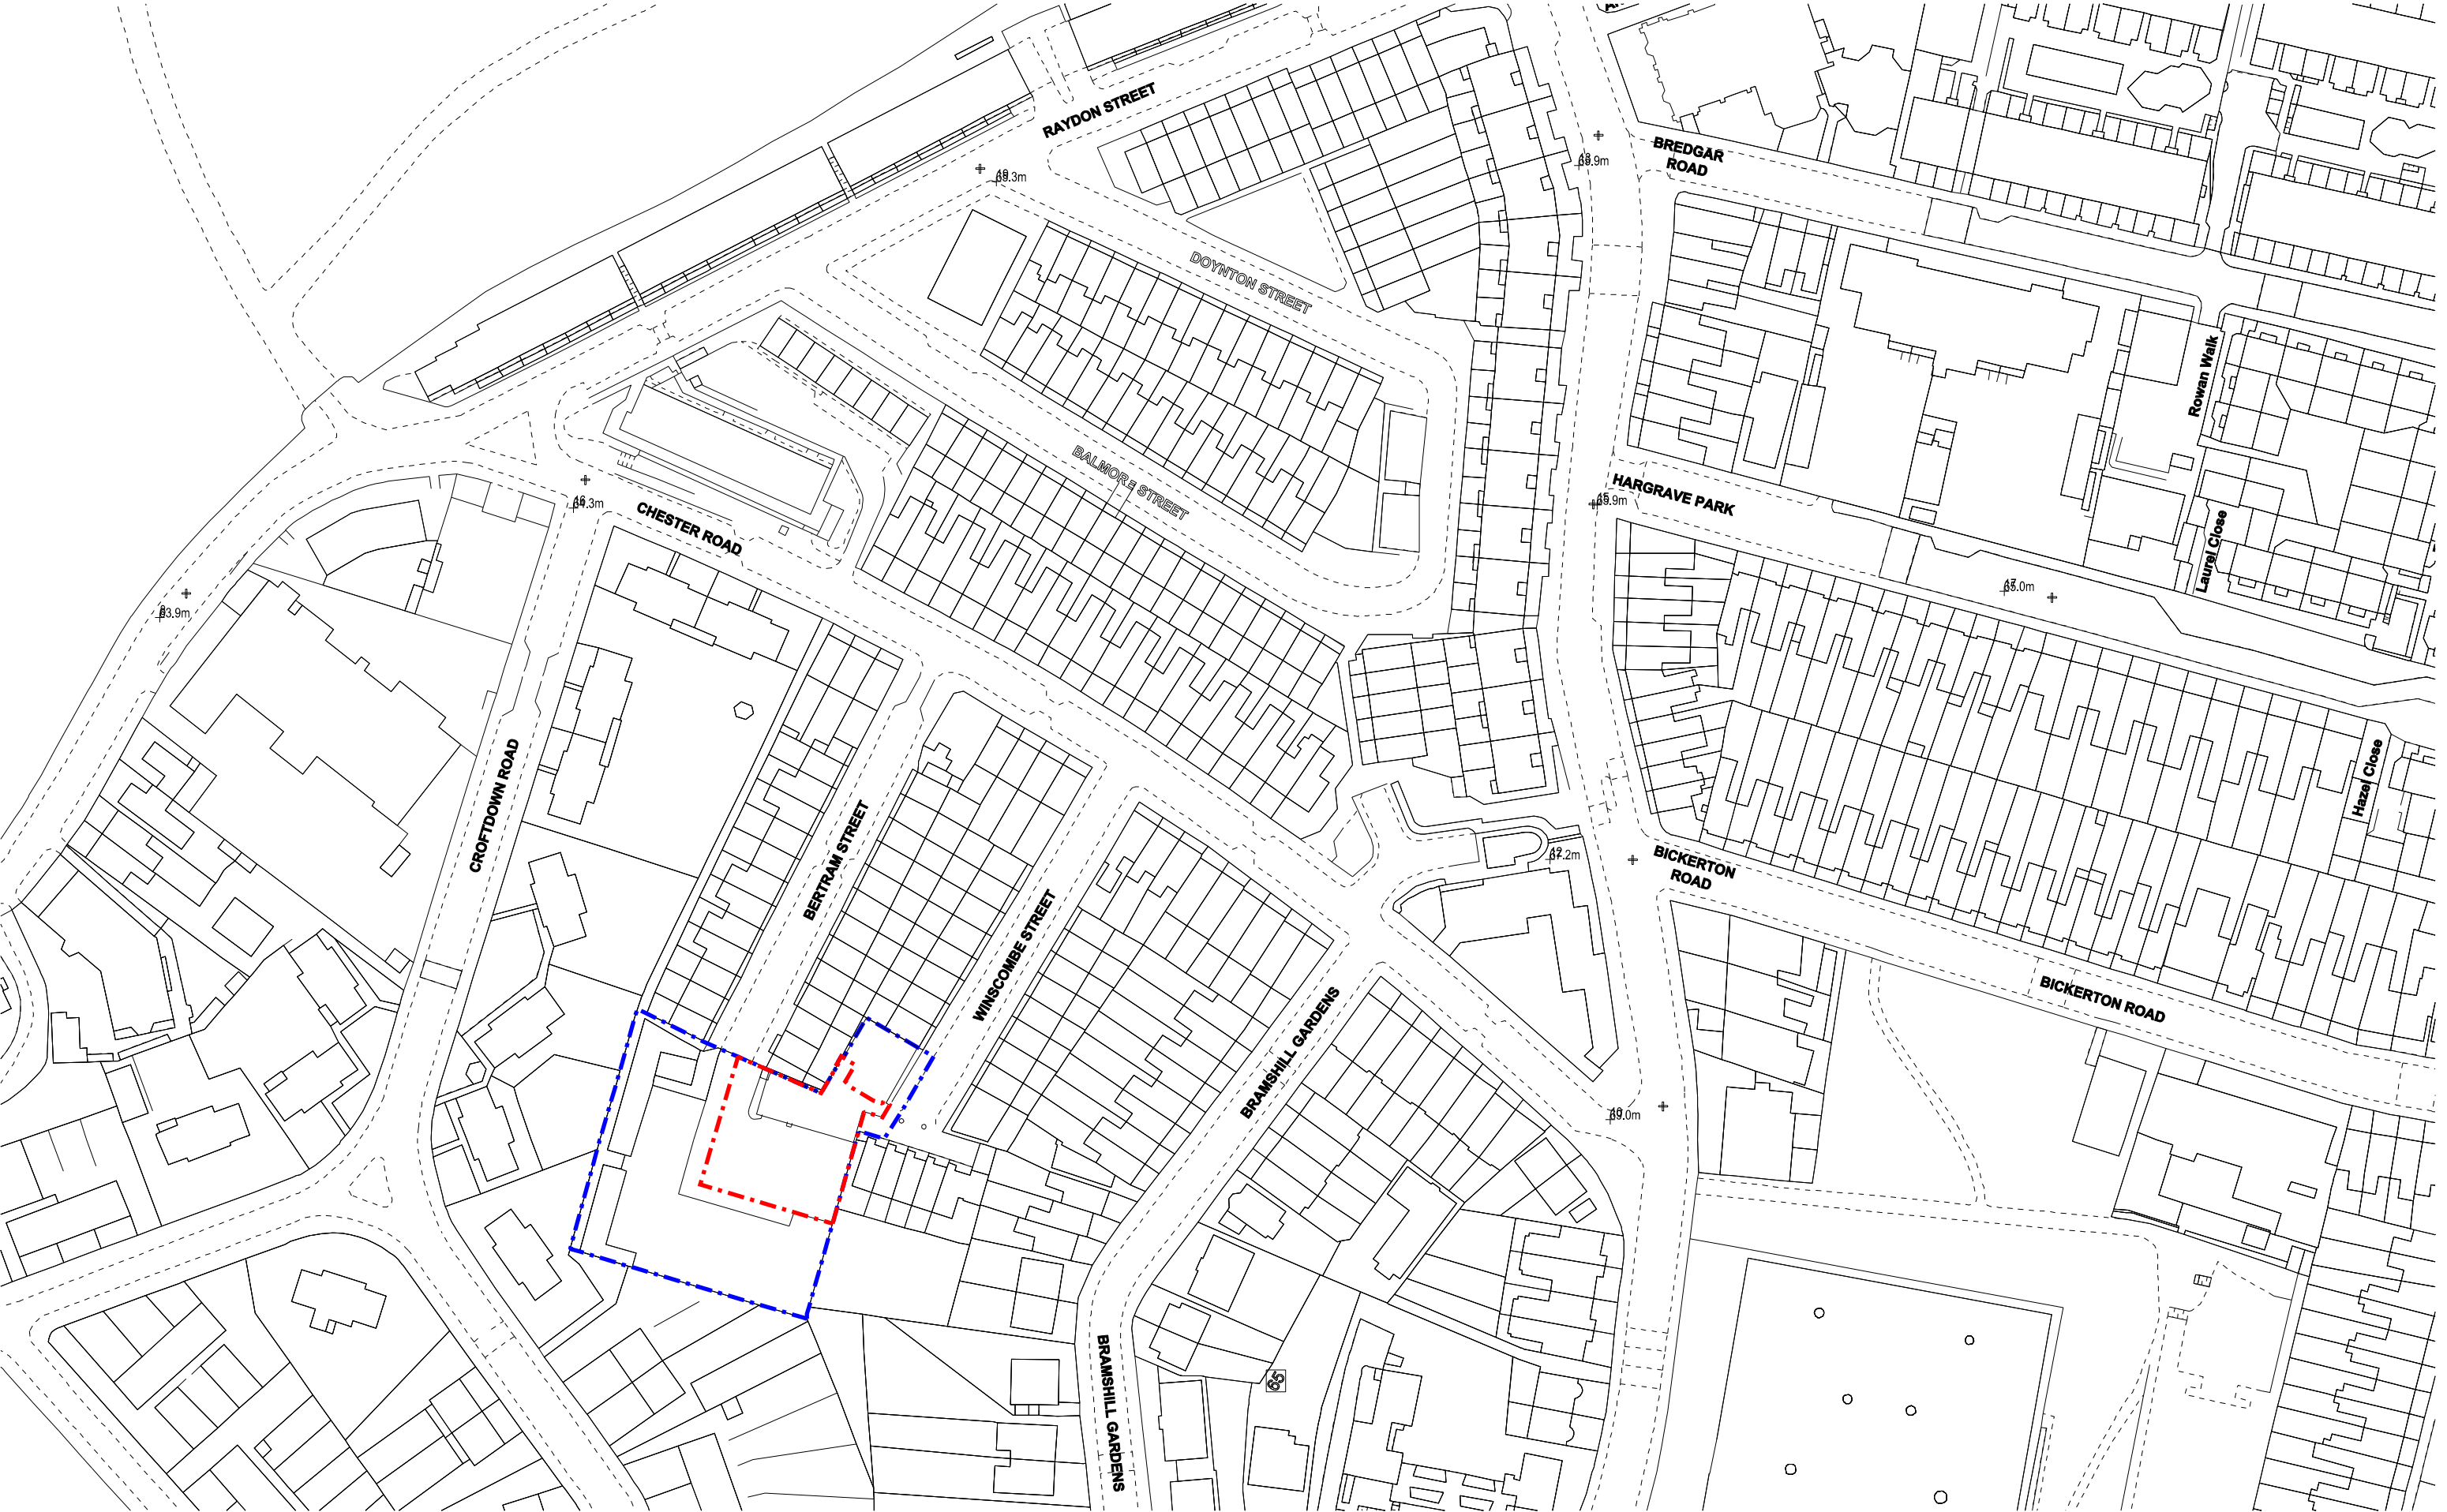 RAYDON STREET
BREDGAR
ROAD
DOYNTON STREET
Rowan Walk
BALMORE STREET
HARGRAVE PARK
CHESTER ROAD
Laurel Close
CROFTDOWN ROAD
Hazel Close
BERTRAM STREET
BICKERTON
ROAD
WINSCOMBE STREET
BICKERTON ROAD
BRAMSHILL GARDENS
BRAMSHILL GARDENS
65